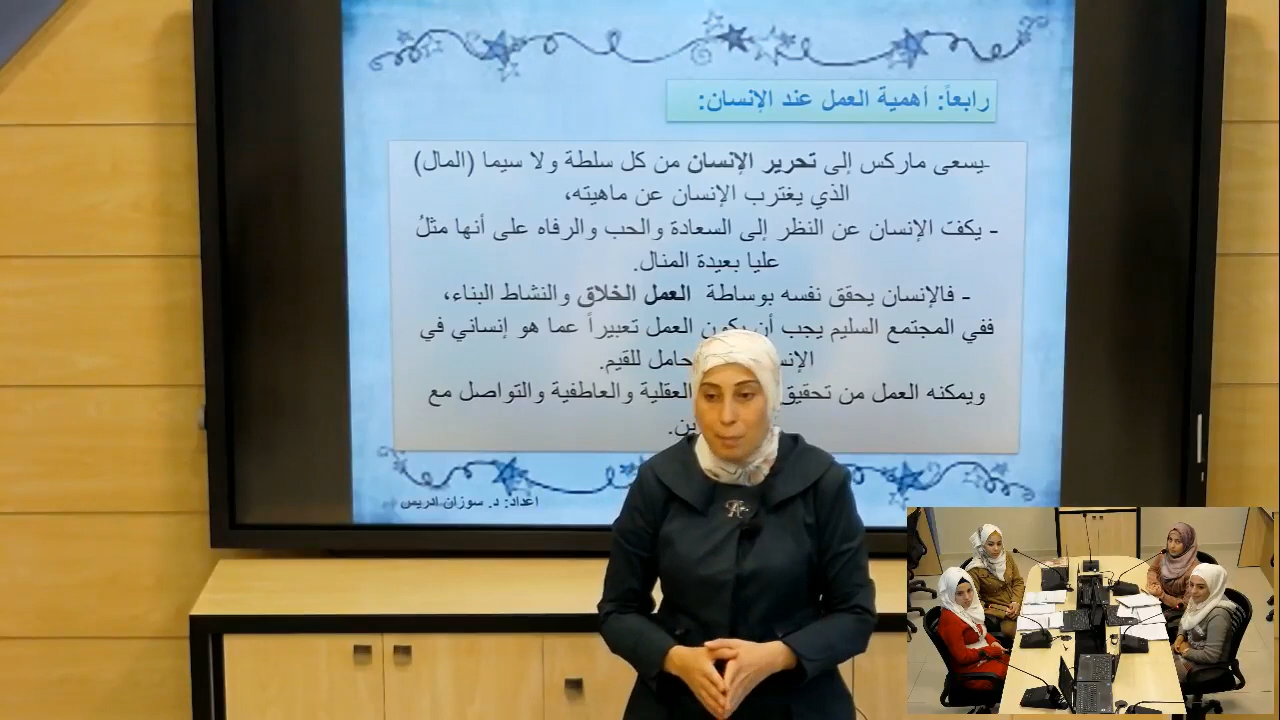 رابعاً: أهمية العمل عند الإنسان:
-يسعى ماركس إلى تحرير الإنسان من كل سلطة ولا سيما (المال)
الذي يغترب الإنسان عن ماهيته،
- يكفت الإنسان عن النظر إلى السعادة والحب والرفاه على أنها مثلُ
عليا بعيدة المنال.
- فالإنسان يحقق نفسه بوساطة العمل الخلاق والنشاط البناء،
ففي المجتمع السليم يجب أن يكون العمل تعبيراً عما هو إنساني في
حامل للقيم.
ويمكنه العمل من تحقيق العقلية والعاطفية والتواصل مع
اعداد: د. سوزان ادريس